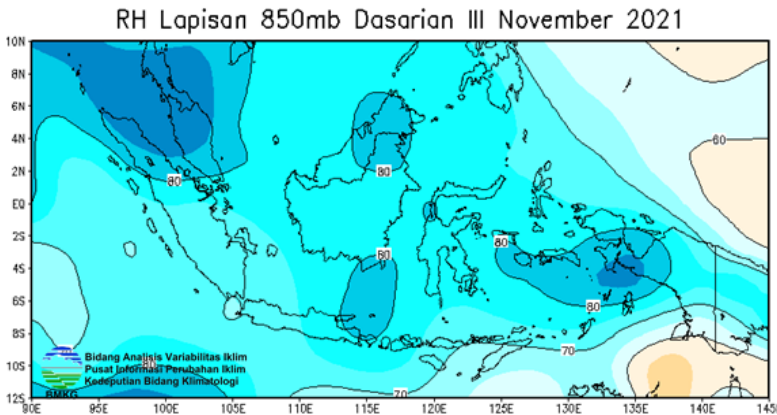 RH Lapisan 850mb Dasarian III November 2021
10N
8N
6N
4N
2N
EQ
2S
4S
6S
8S
10S
12S
60
80
80
80
80
80
70
80
70
Bidang Analisis Variabilitas Iklim
Pusat Informasi Perubahan Iklim
Kedeputian Bidang Klimatologi
BMKG
90E 95E 100E 105E 110E 115E 120E 125E 130E 135E 140E 145E